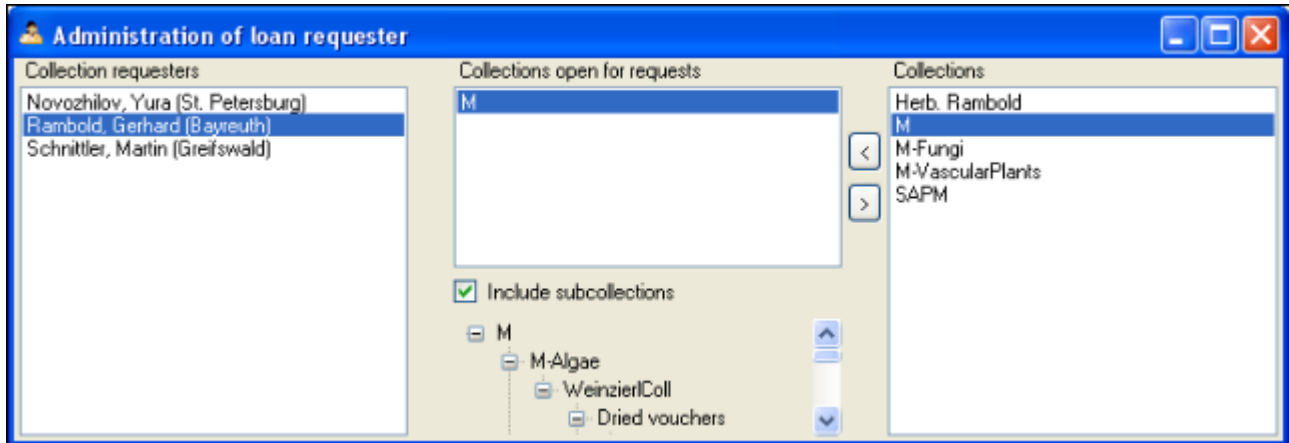 Administration of loan requester
Collection requesters
Novozhilov, Yura (St. Petersburg)
Rambold, Gerhard (Bayreuth)
Schnittler, Martin (Greifswald)
Collections open for requests
M
Include subcollections
M
M-Algae
WeinzierlColl
Dried vouchers
<
>
Collections
Herb. Rambold
M
M-Fungi
M-VascularPlants
SAPM